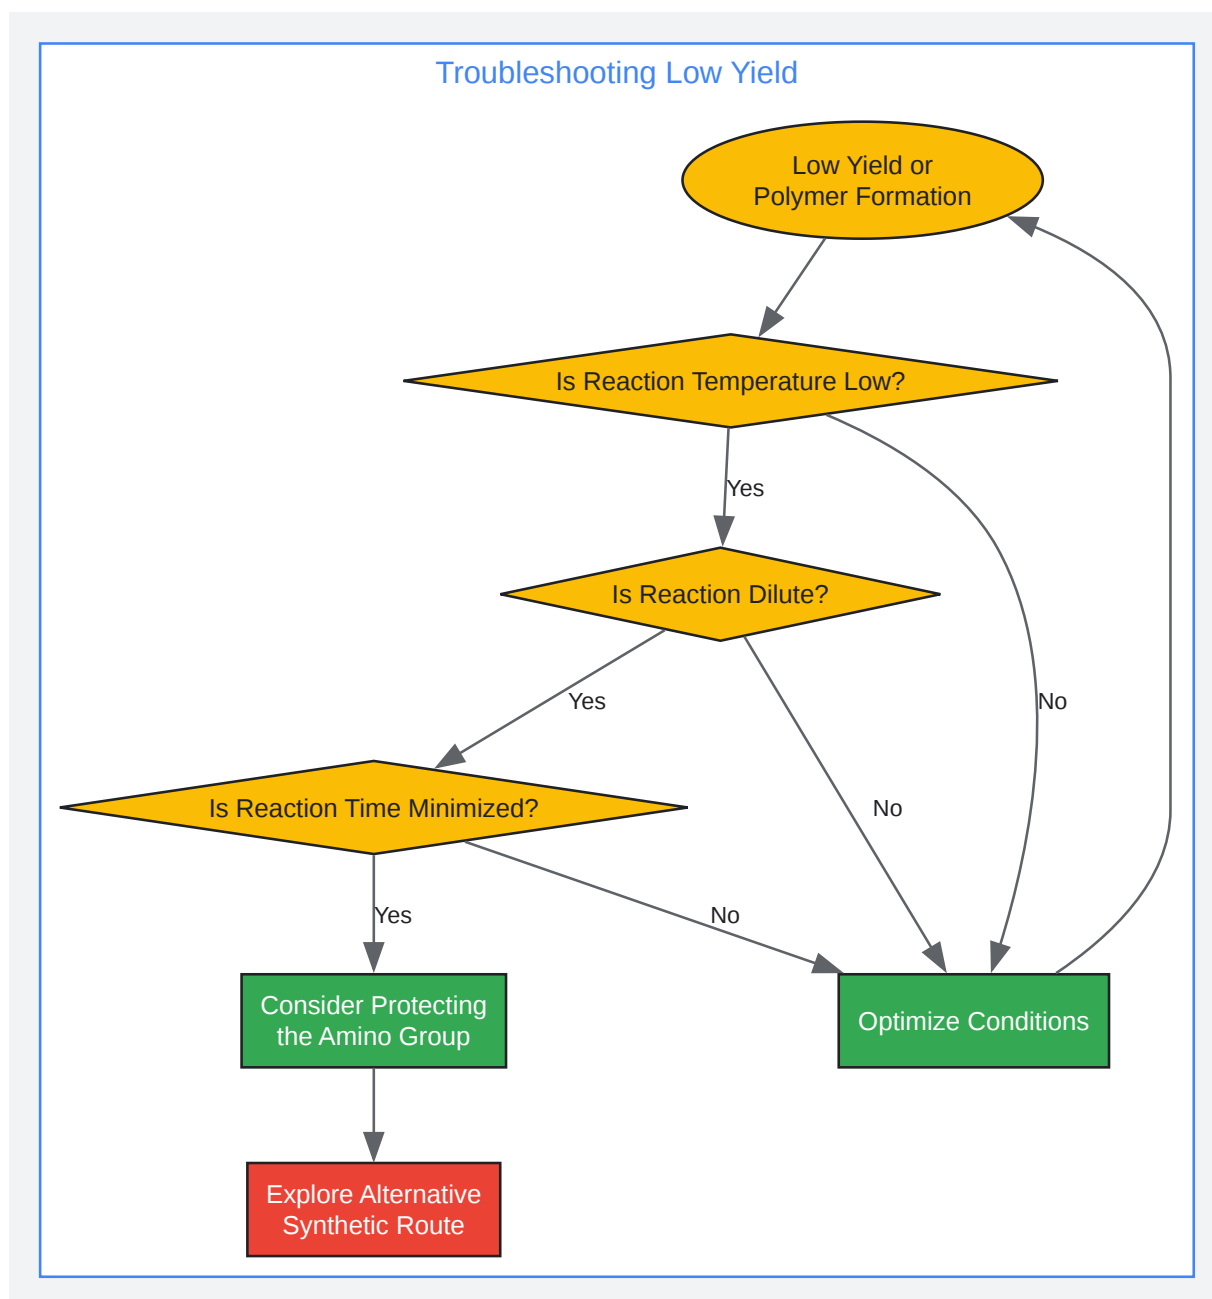 Troubleshooting Low Yield
Low Yield or
Polymer Formation
Is Reaction Temperature Low?
Yes
Is Reaction Dilute?
Yes
No
Is Reaction Time Minimized?
No
Yes
No
Consider Protecting
the Amino Group
Optimize Conditions
Explore Alternative
Synthetic Route